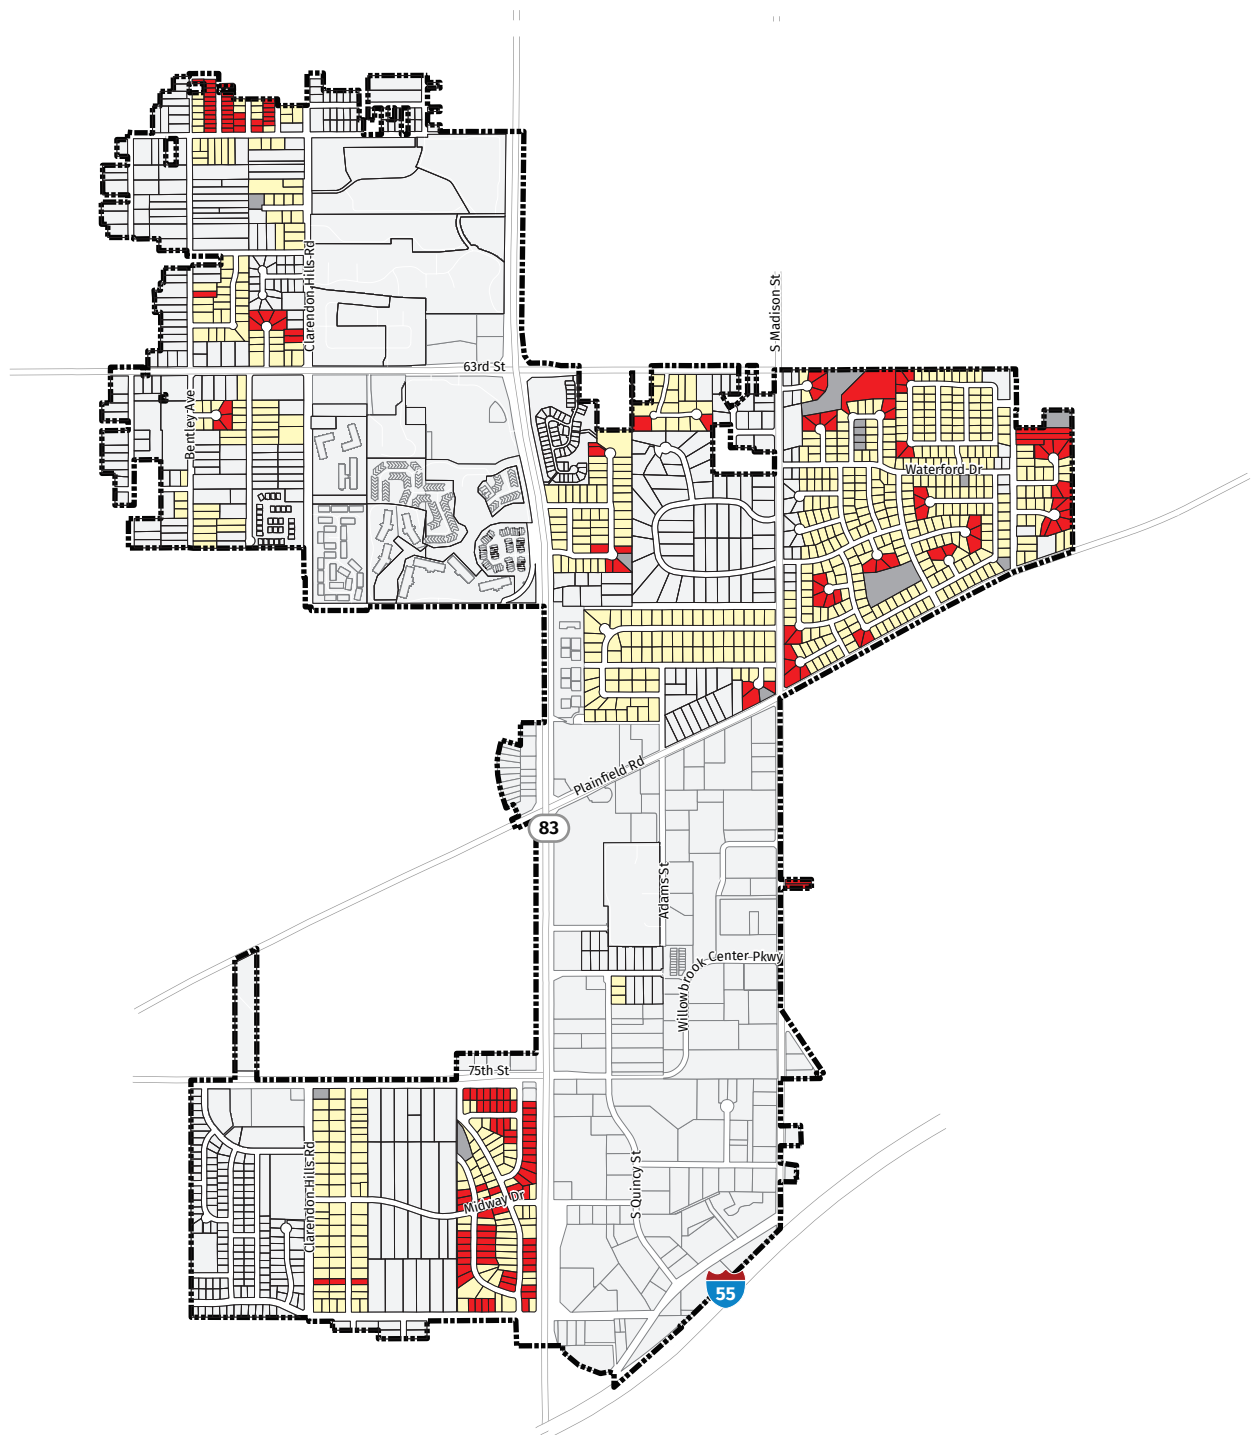 S Madison St
Clarendon Hills Rd
63rd St
Bentley Ave
Waterford Dr
Plainfield Rd
83
Adams St
Willowbrook Center Pkwy
75th St
Clarendon Hills Rd
S Quincy St
Midway Dr
55